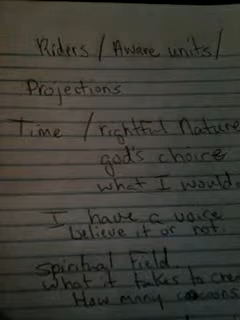 Riders / Aware units /
Projections
Time / rightful Nature
god's choice
what I would.
I have a voice
believe it or not.
Spiritual Field.
what it takes to
How many cocoons